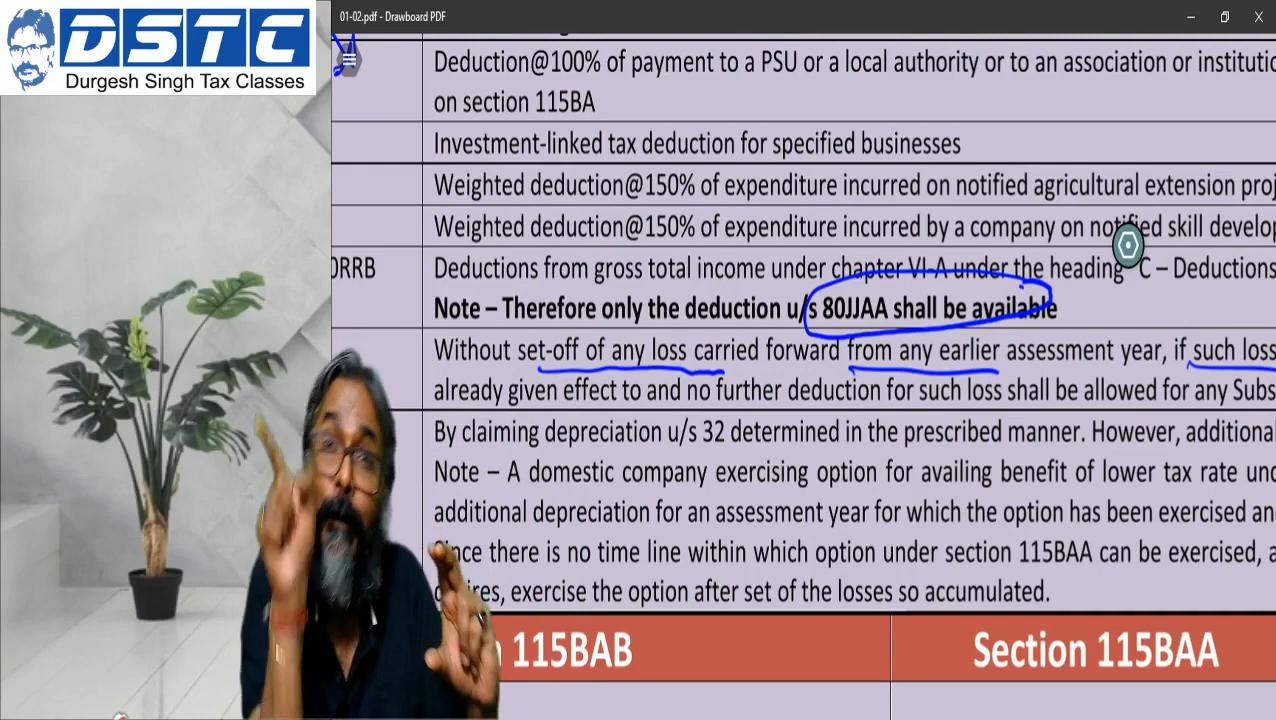 01-02.pdf - Drawboard PDF
DSTC
Durgesh Singh Tax Classes
Deduction@100% of payment to a PSU or a local authority or to an association or
on section 115BA
Investment-linked tax deduction for specified businesses
Weighted deduction@150% of expenditure incurred on notified agricultural extension
Weighted deduction@150% of expenditure incurred by a company on notified skill
Deductions from gross total income under chapter VI-A under the heading "C – Deductions
Note – Therefore only the deduction u/s 80JJAA shall be available
Without set-off of any loss carried forward from any earlier assessment year, if such loss
already given effect to and no further deduction for such loss shall be allowed for any
By claiming depreciation u/s 32 determined in the prescribed manner. However, additional
Note – A domestic company exercising option for availing benefit of lower tax rate
additional depreciation for an assessment year for which the option has been exercised
Since there is no time line within which option under section 115BAA can be exercised,
exercise the option after set of the losses so accumulated.
115BAB
Section 115BAA